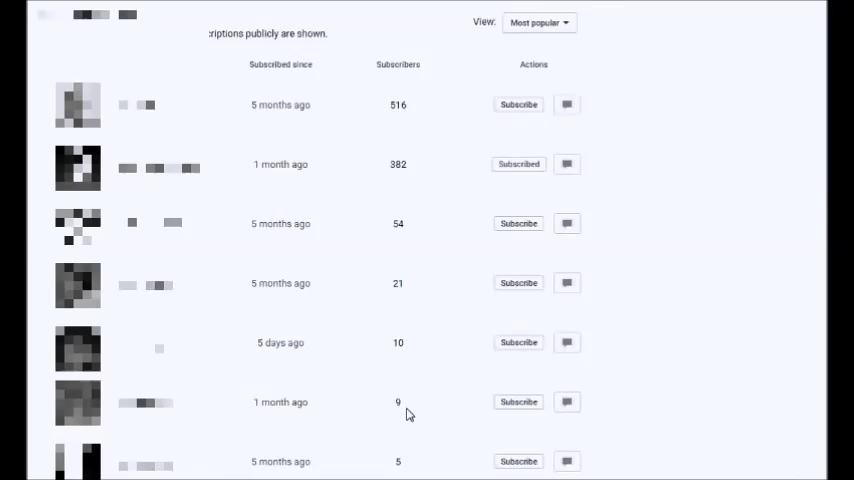 View: Most popular
riptions publicly are shown.
Subscribed since Subscribers Actions
5 months ago 516 Subscribe
1 month ago 382 Subscribed
5 months ago 54 Subscribe
5 months ago 21 Subscribe
5 days ago 10 Subscribe
1 month ago 9 Subscribe
5 months ago 5 Subscribe